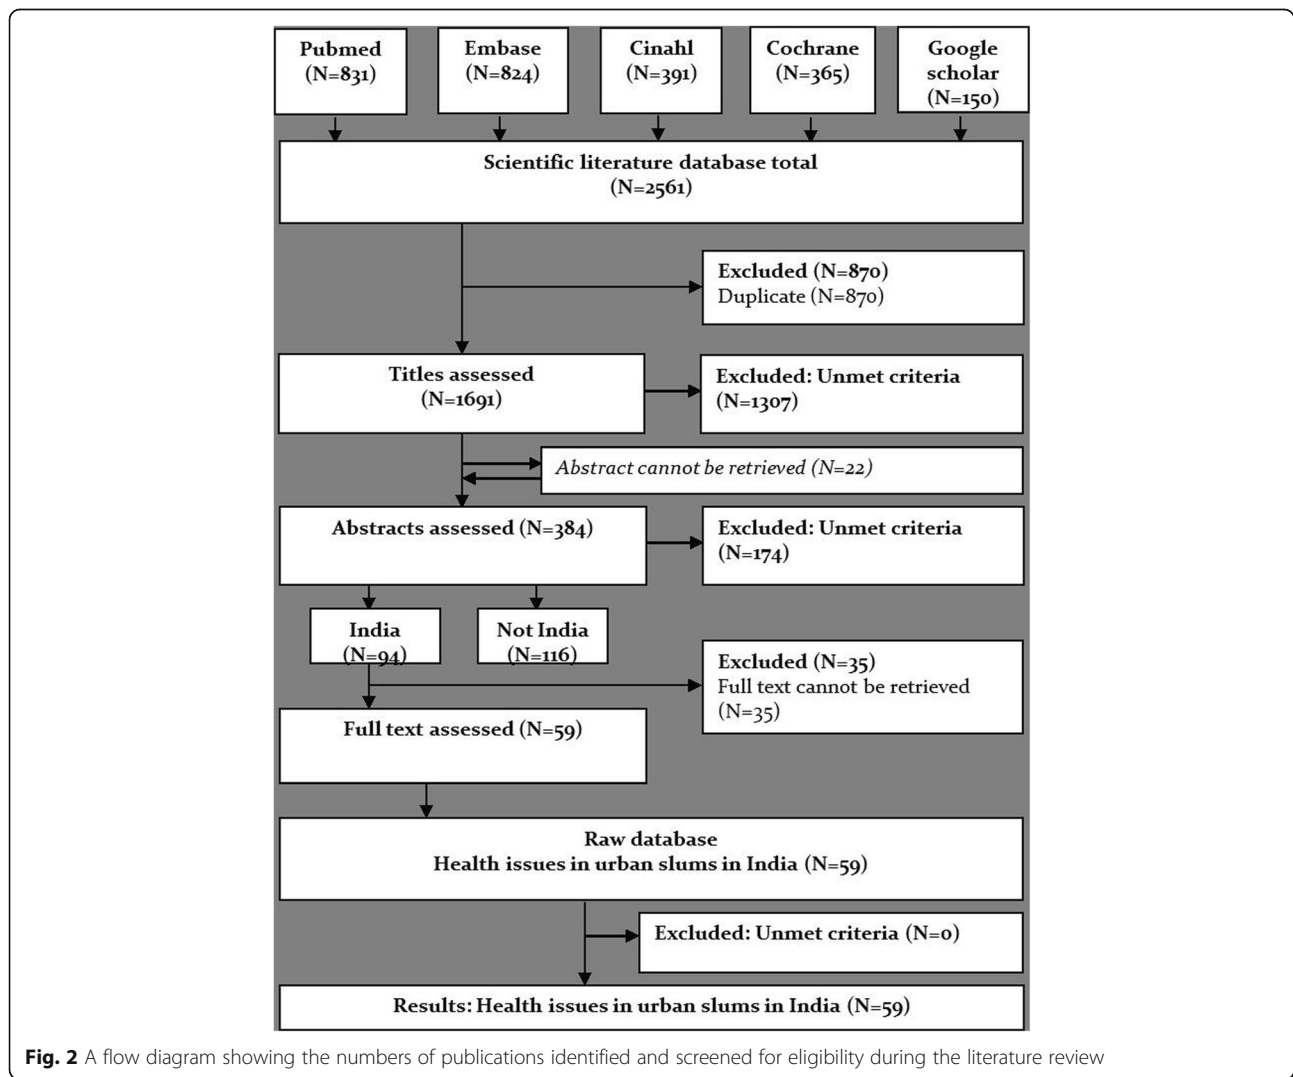 Pubmed
(N=831)
Embase
(N=824)
Cinahl
(N=391)
Cochrane
(N=365)
Google
scholar
(N=150)
Scientific literature database total
(N=2561)
Excluded (N=870)
Duplicate (N=870)
Titles assessed
(N=1691)
Excluded: Unmet criteria
(N=1307)
Abstract cannot be retrieved (N=22)
Abstracts assessed (N=384)
Excluded: Unmet criteria
(N=174)
India
(N=94)
Not India
(N=116)
Excluded (N=35)
Full text cannot be retrieved
(N=35)
Full text assessed (N=59)
Raw database
Health issues in urban slums in India (N=59)
Excluded: Unmet criteria (N=0)
Results: Health issues in urban slums in India (N=59)
Fig. 2 A flow diagram showing the numbers of publications identified and screened for eligibility during the literature review